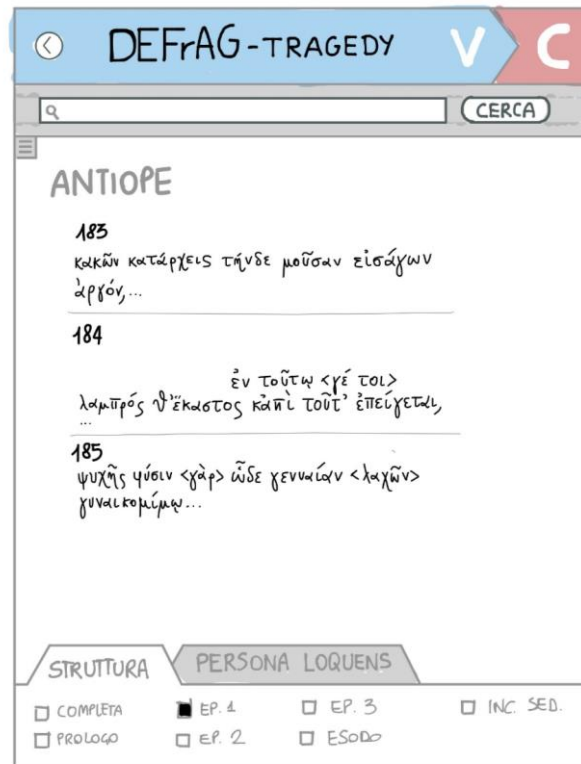 DEFrAG-TRAGEDY V C
CERCA
ANTIOPE
183
κακῶν κατάρχεις τήνδε μοῦσαν εἰσάγων
ἀργόν,...
184
ἐν τούτῳ <γέ τοι>
λαμπρός θ' ἕκαστος κἀπὶ τοῦτ' ἐπείγεται,
...
185
ψυχῆς φύσιν <γὰρ> ὧδε γενναίαν <λαχῶν>
γυναικομίμῳ...
STRUTTURA PERSONA LOQUENS
COMPLETA EP. 1 EP. 3 INC. SED.
PROLOGO EP. 2 ESODO